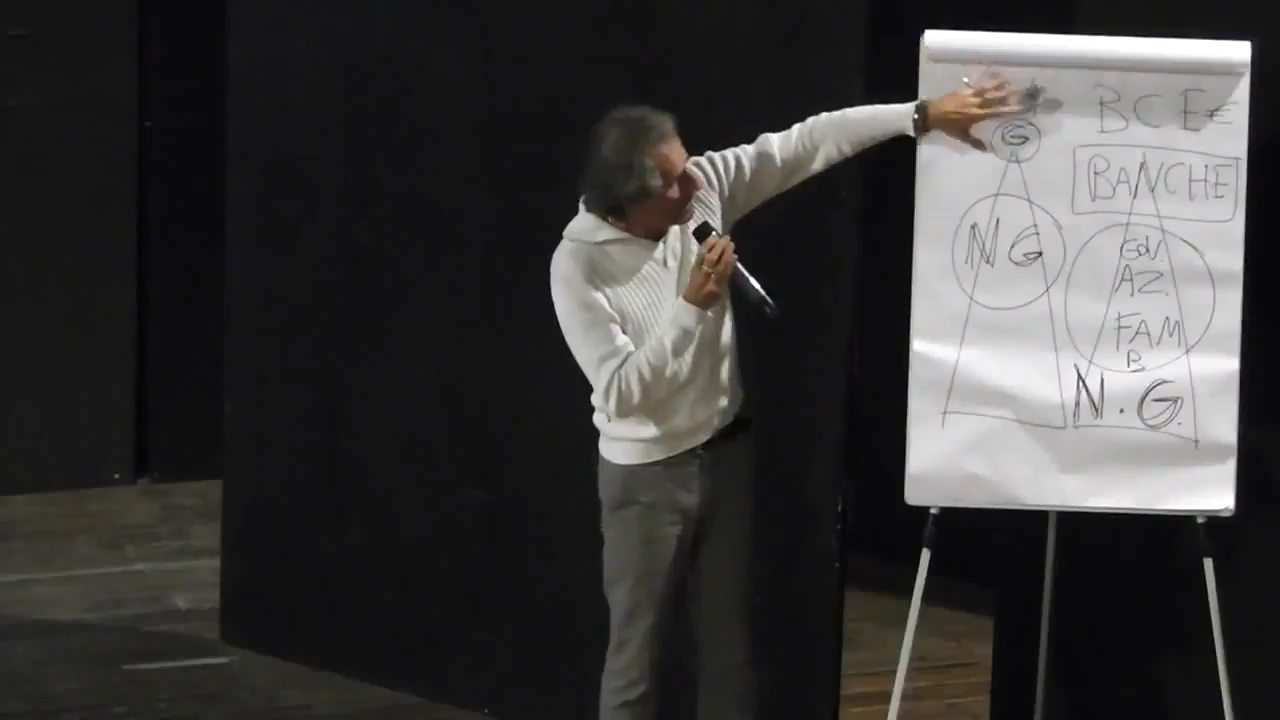 BCE €
G
BANCHE
NG
GOV.
AZ.
FAM
B
N.G.